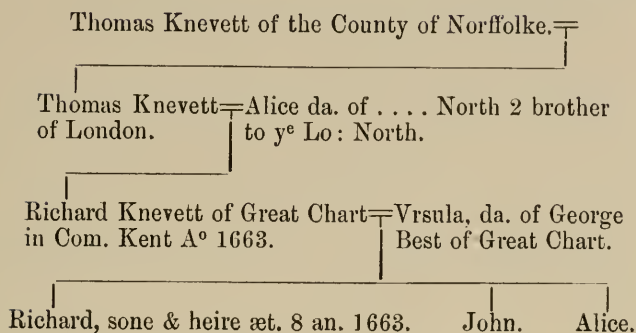 Thomas Knevett of the County of Norffolke.
Thomas Knevett Alice da. of .... North 2 brother
of London. to yᵉ Lo: North.
Richard Knevett of Great Chart Vrsula, da. of George
in Com. Kent Aº 1663. Best of Great Chart.
Richard, sone & heire æt. 8 an. 1663. John. Alice.